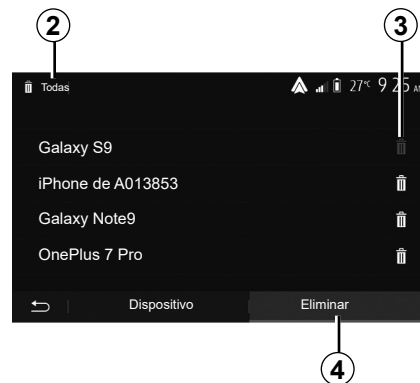 2
3
Todas
27°C 9 25 AM
Galaxy S9
iPhone de A013853
Galaxy Note9
OnePlus 7 Pro
Dispositivo
Eliminar
4